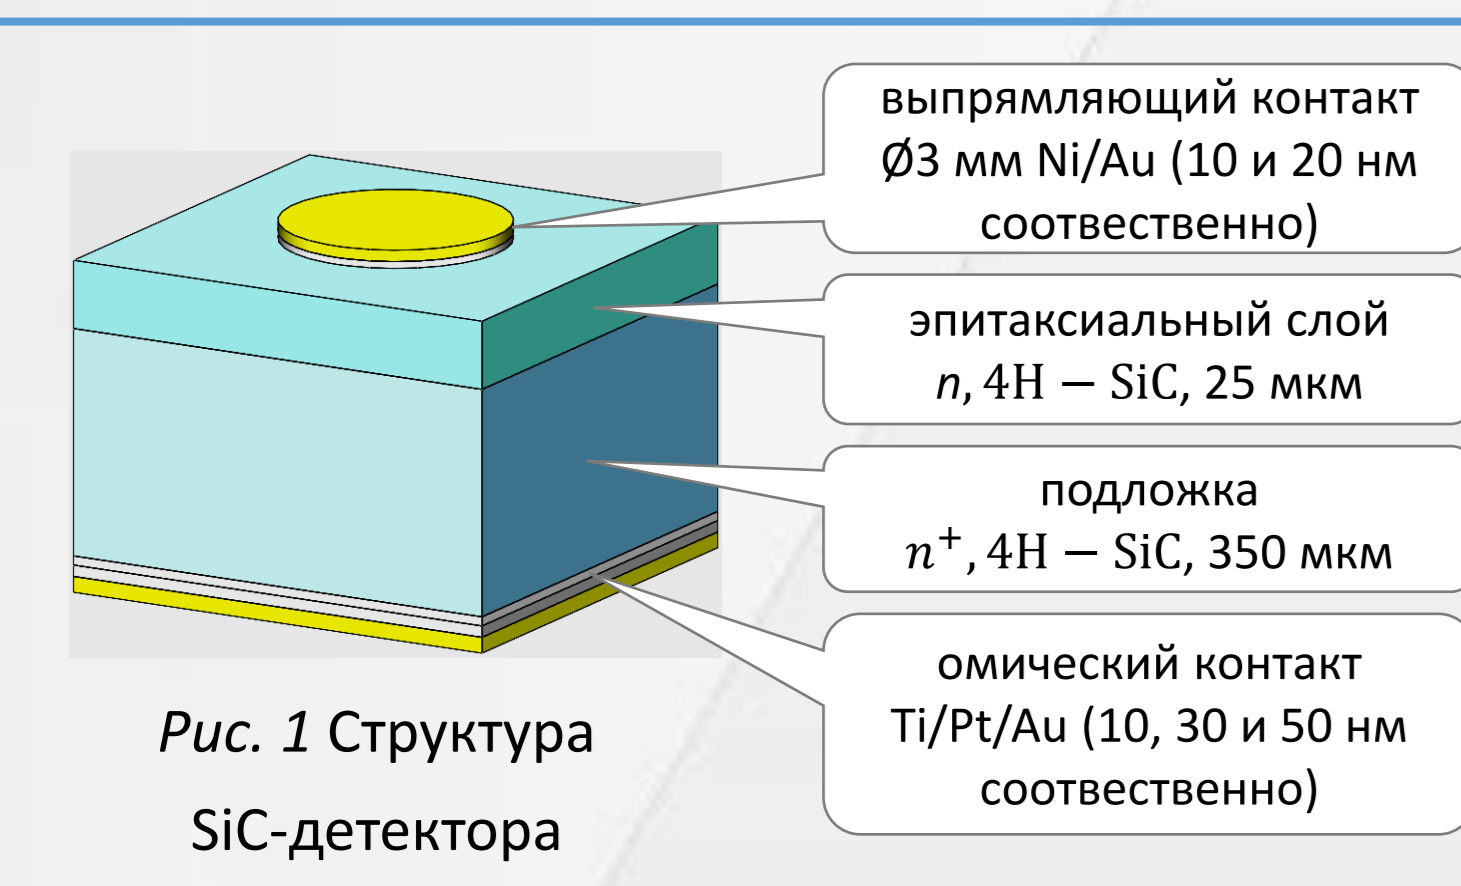 выпрямляющий контакт
Ø3 мм Ni/Au (10 и 20 нм
соотвественно)
эпитаксиальный слой
n, 4H − SiC, 25 мкм
подложка
n⁺, 4H − SiC, 350 мкм
омический контакт
Ti/Pt/Au (10, 30 и 50 нм
соотвественно)
Рис. 1 Структура
SiC-детектора